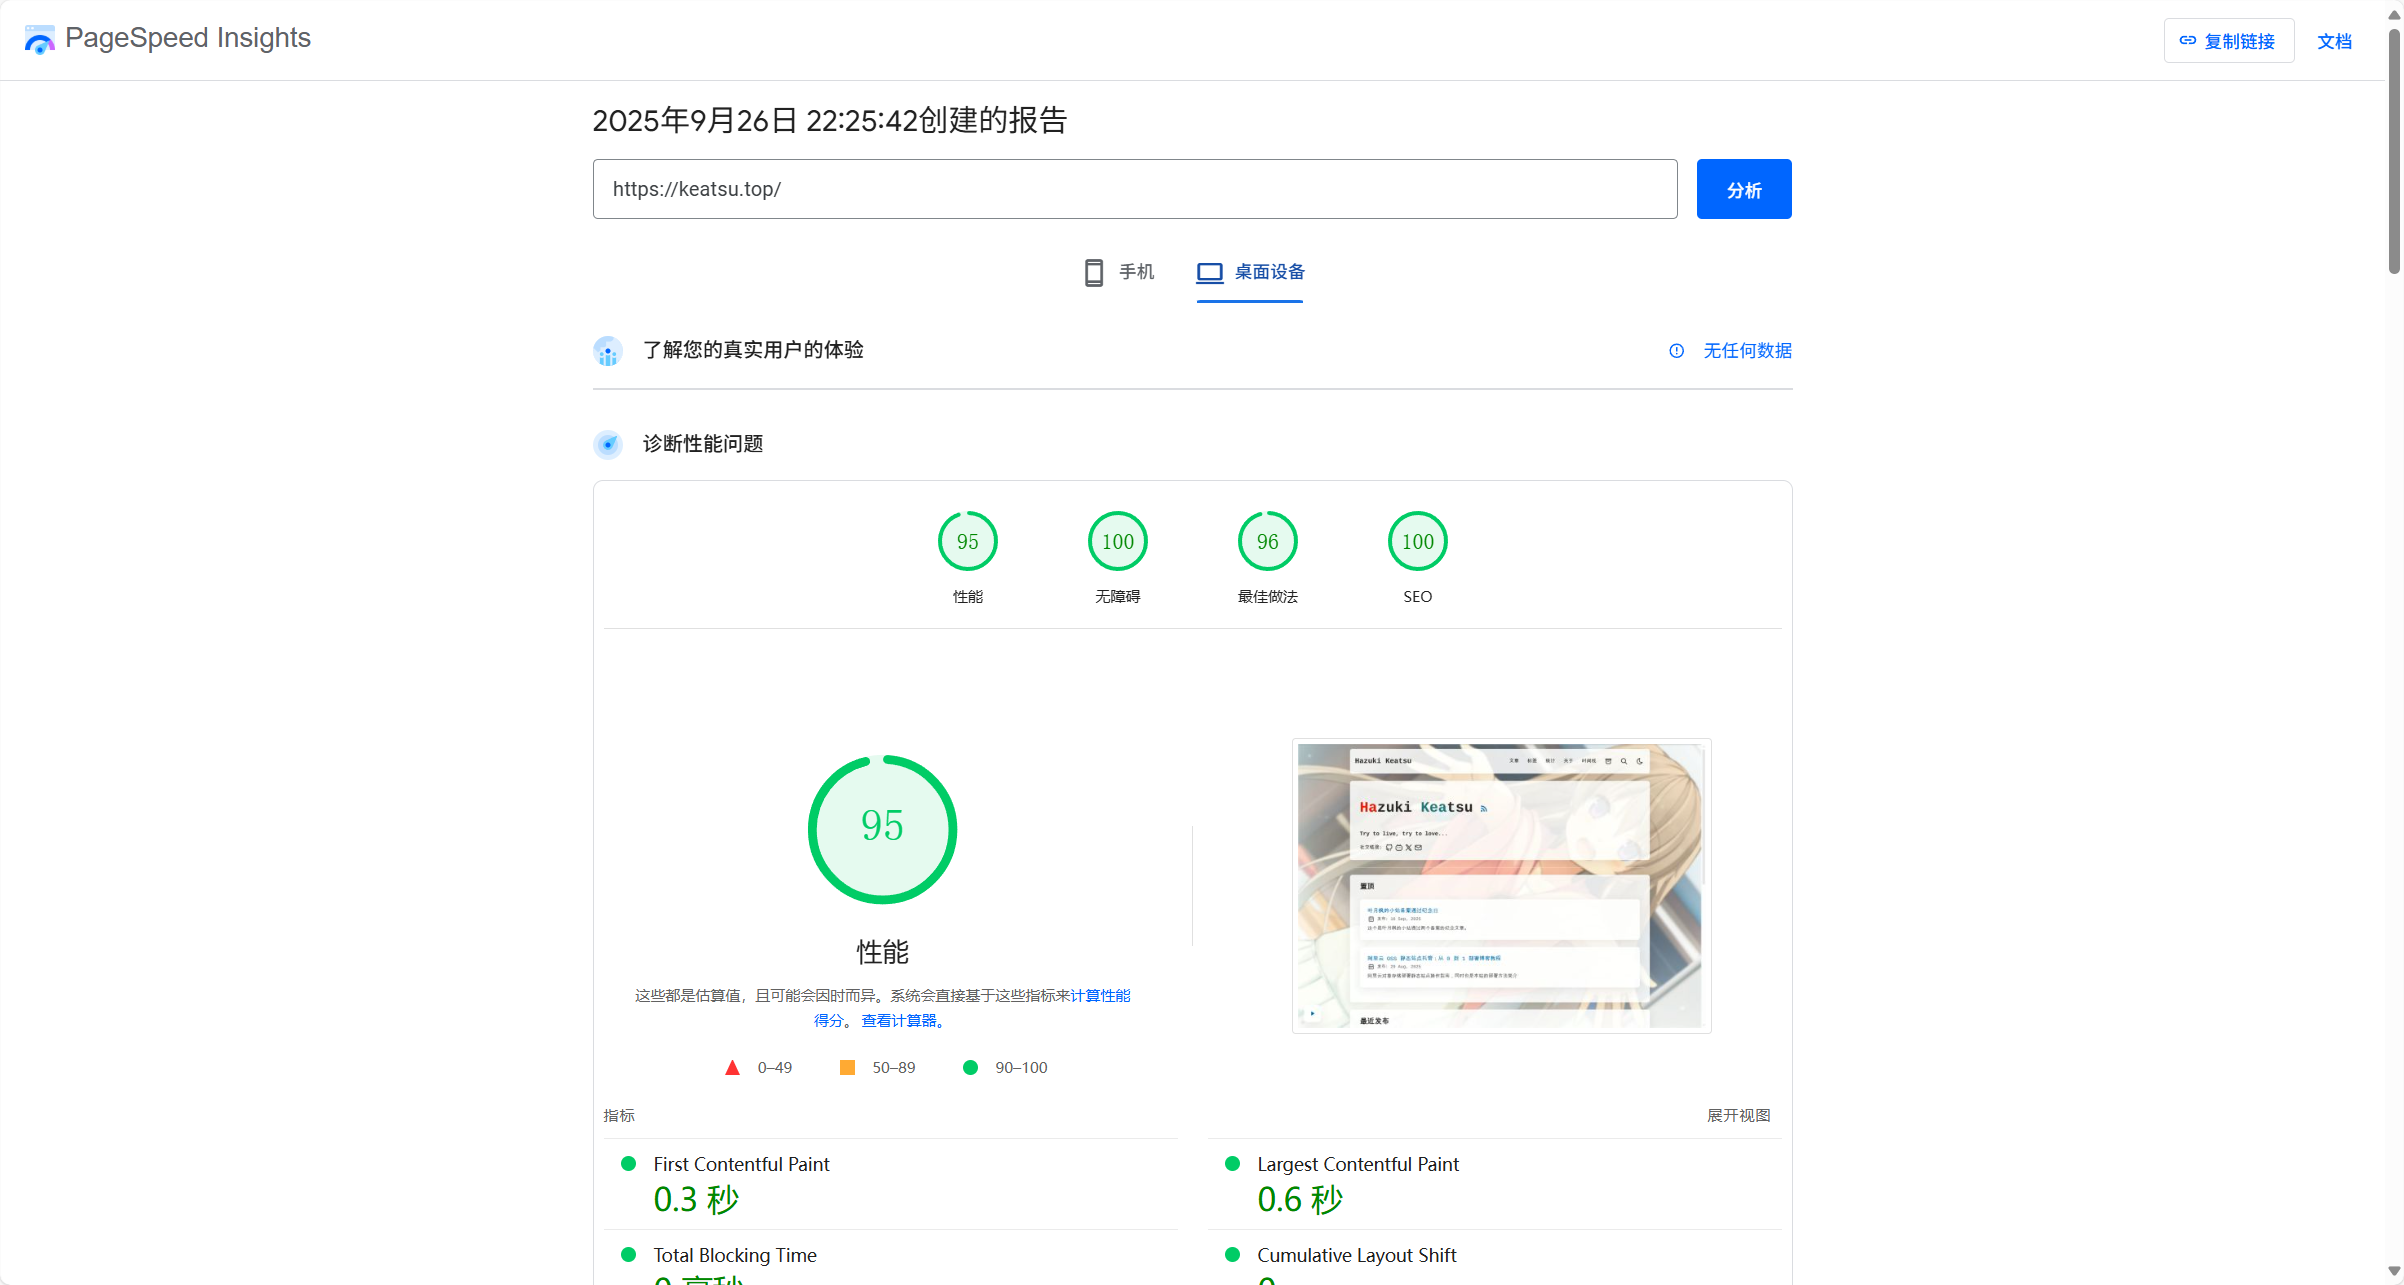 PageSpeed Insights
复制链接
文档
2025年9月26日 22:25:42创建的报告
https://keatsu.top/
分析
手机
桌面设备
了解您的真实用户的体验
无任何数据
诊断性能问题
95
100
96
100
性能
无障碍
最佳做法
SEO
95
性能
这些都是估算值，且可能会因时而异。系统会直接基于这些指标来计算性能
得分。 查看计算器。
0–49
50–89
90–100
Hazuki Keatsu
Hazuki Keatsu
Try to live, try to love...
置顶
最近发布
指标
展开视图
First Contentful Paint
0.3 秒
Largest Contentful Paint
0.6 秒
Total Blocking Time
0 毫秒
Cumulative Layout Shift
0